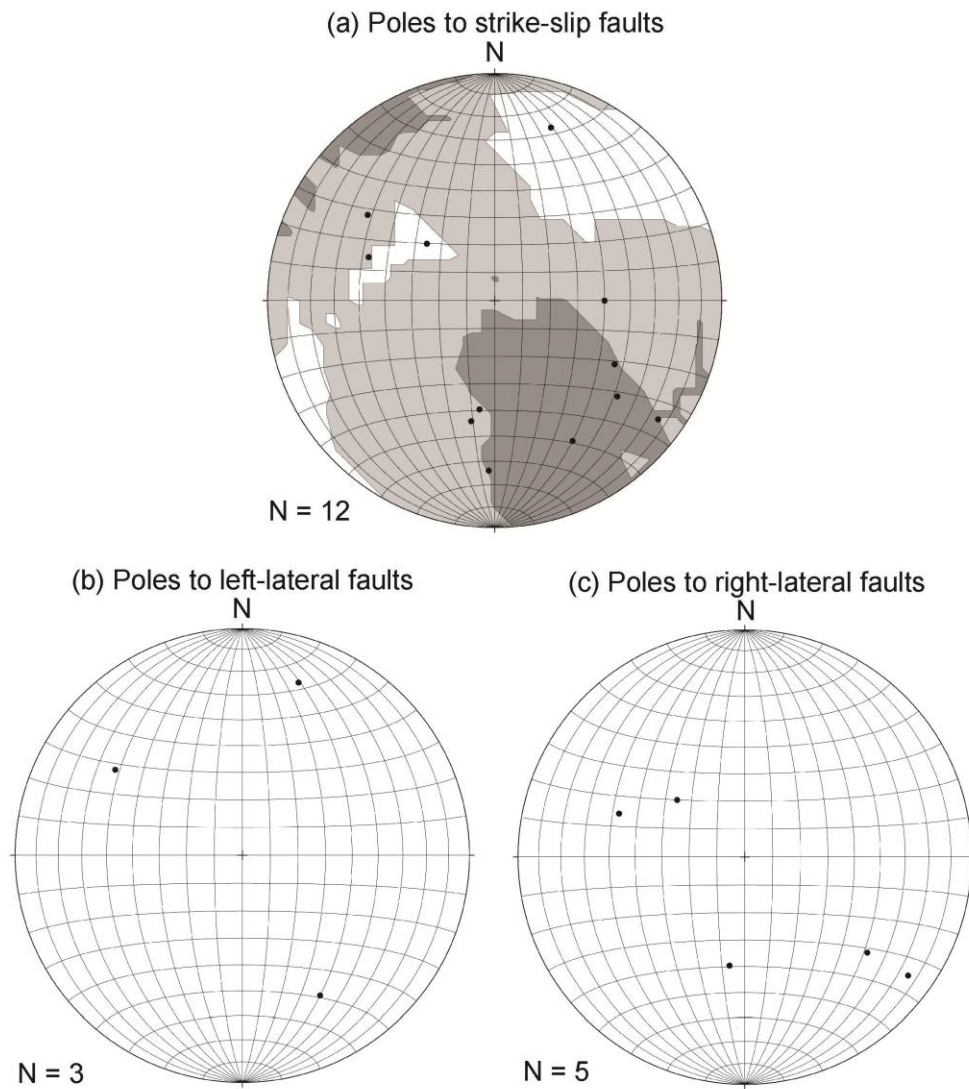 (a) Poles to strike-slip faults
N
N = 12
(b) Poles to left-lateral faults
N
N = 3
(c) Poles to right-lateral faults
N
N = 5